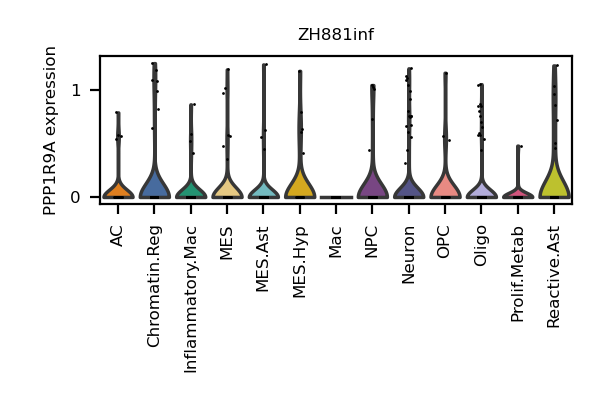 ZH881inf
PPP1R9A expression
1
0
AC
Chromatin.Reg
Inflammatory.Mac
MES
MES.Ast
MES.Hyp
Mac
NPC
Neuron
OPC
Oligo
Prolif.Metab
Reactive.Ast